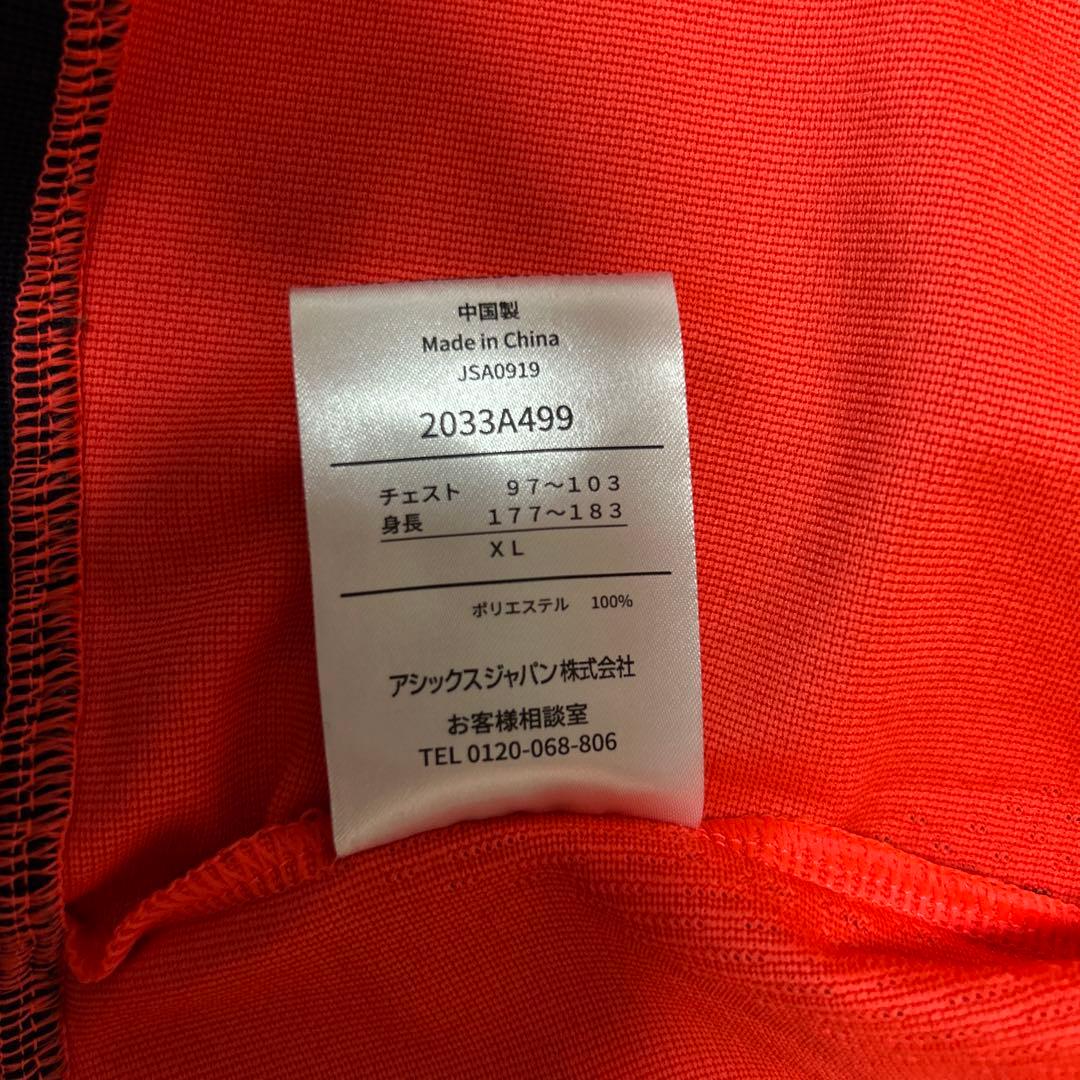 中国製
Made in China
JSA0919
2033A499
チェスト 97～103
身長 177～183
XL
ポリエステル 100%
アシックスジャパン株式会社
お客様相談室
TEL 0120-068-806